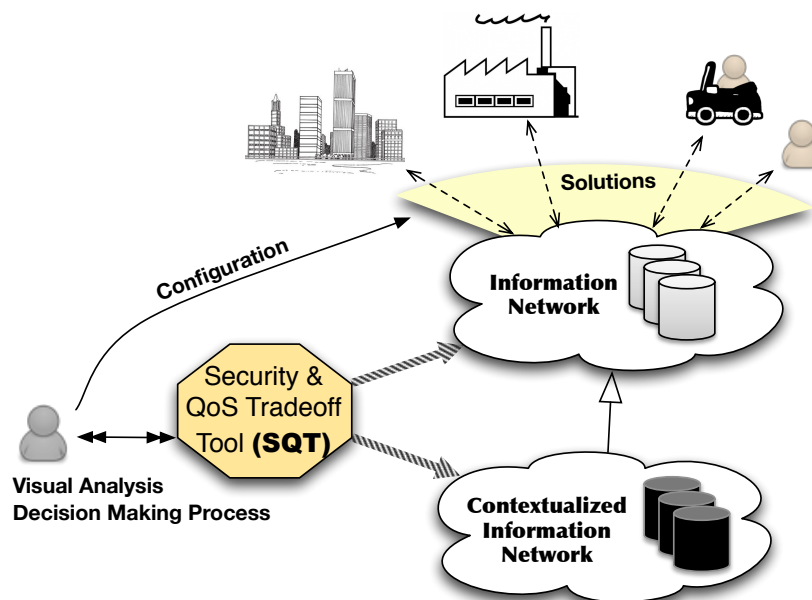 Solutions
Configuration
Information
Network
Security &
QoS Tradeoff
Tool (SQT)
Visual Analysis
Decision Making Process
Contextualized
Information
Network